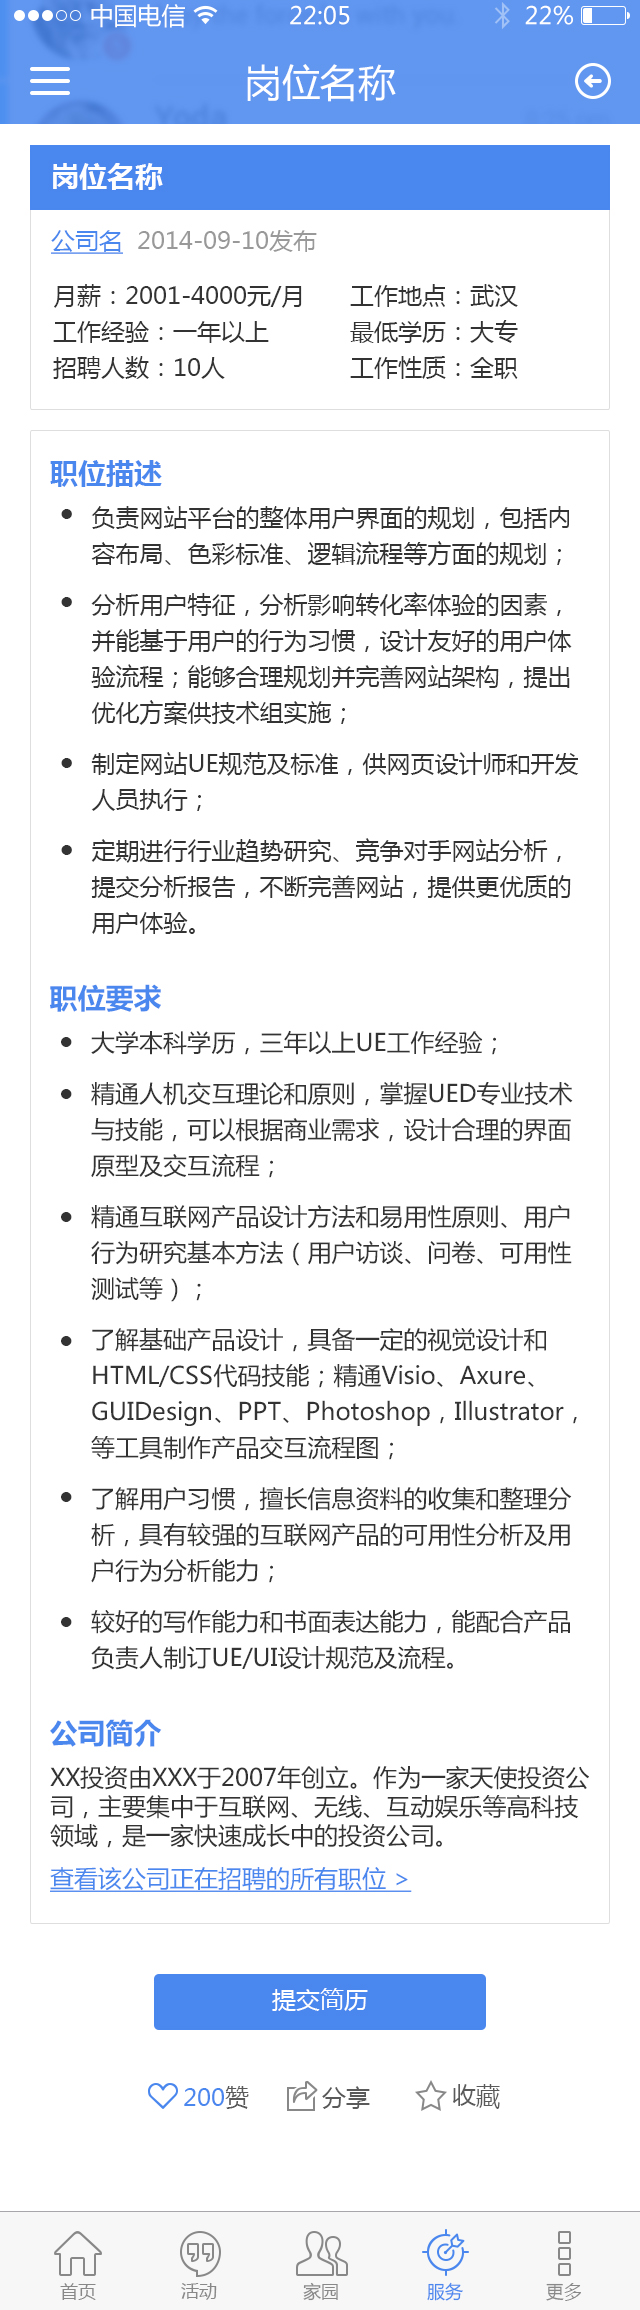 中国电信 22:05 22%
岗位名称
岗位名称
公司名 2014-09-10发布
月薪：2001-4000元/月 工作地点：武汉
工作经验：一年以上 最低学历：大专
招聘人数：10人 工作性质：全职
职位描述
负责网站平台的整体用户界面的规划，包括内
容布局、色彩标准、逻辑流程等方面的规划；
分析用户特征，分析影响转化率体验的因素，
并能基于用户的行为习惯，设计友好的用户体
验流程；能够合理规划并完善网站架构，提出
优化方案供技术组实施；
制定网站UE规范及标准，供网页设计师和开发
人员执行；
定期进行行业趋势研究、竞争对手网站分析，
提交分析报告，不断完善网站，提供更优质的
用户体验。
职位要求
大学本科学历，三年以上UE工作经验；
精通人机交互理论和原则，掌握UED专业技术
与技能，可以根据商业需求，设计合理的界面
原型及交互流程；
精通互联网产品设计方法和易用性原则、用户
行为研究基本方法（用户访谈、问卷、可用性
测试等）；
了解基础产品设计，具备一定的视觉设计和
HTML/CSS代码技能；精通Visio、Axure、
GUIDesign、PPT、Photoshop，Illustrator，
等工具制作产品交互流程图；
了解用户习惯，擅长信息资料的收集和整理分
析，具有较强的互联网产品的可用性分析及用
户行为分析能力；
较好的写作能力和书面表达能力，能配合产品
负责人制订UE/UI设计规范及流程。
公司简介
XX投资由XXX于2007年创立。作为一家天使投资公
司，主要集中于互联网、无线、互动娱乐等高科技
领域，是一家快速成长中的投资公司。
查看该公司正在招聘的所有职位 >
提交简历
200赞 分享 收藏
首页 活动 家园 服务 更多